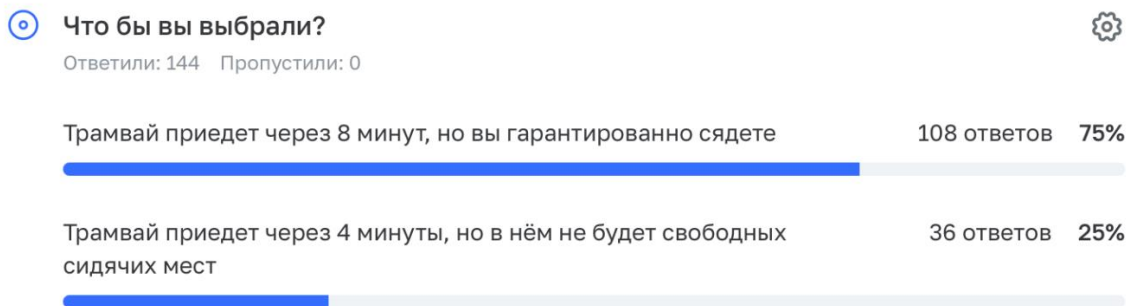 Что бы вы выбрали?
Ответили: 144 Пропустили: 0
Трамвай приедет через 8 минут, но вы гарантированно сядете 108 ответов 75%
Трамвай приедет через 4 минуты, но в нём не будет свободных 36 ответов 25%
сидячих мест